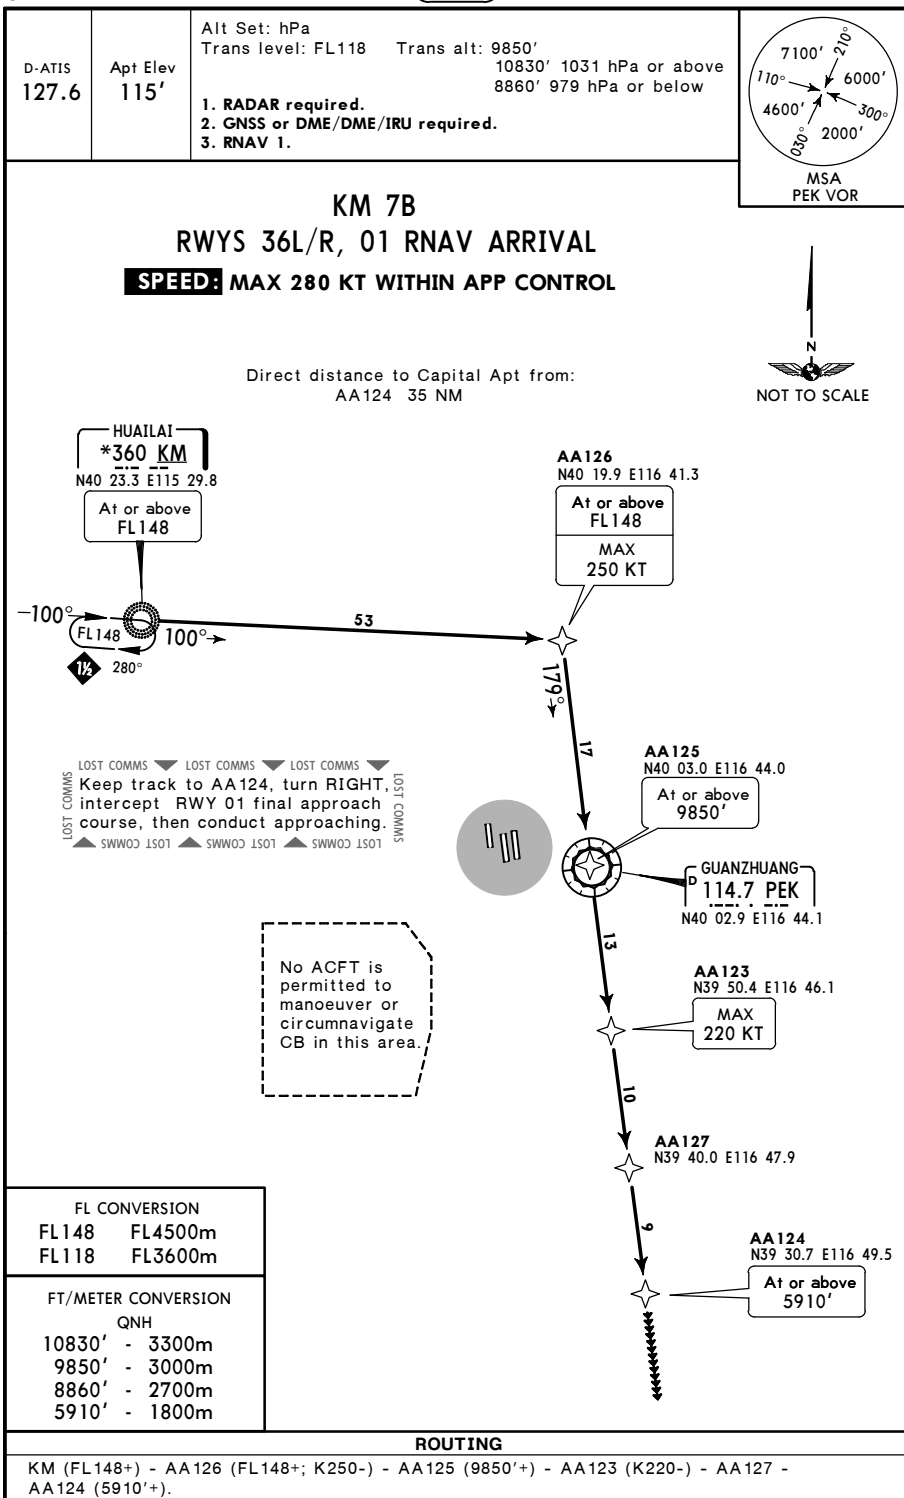 D-ATIS
127.6
Apt Elev
115'
Alt Set: hPa
Trans level: FL118 Trans alt: 9850'
10830' 1031 hPa or above
8860' 979 hPa or below
1. RADAR required.
2. GNSS or DME/DME/IRU required.
3. RNAV 1.
7100'
210°
110°
6000'
4600'
300°
030°
2000'
MSA
PEK VOR
KM 7B
RWYS 36L/R, 01 RNAV ARRIVAL
SPEED: MAX 280 KT WITHIN APP CONTROL
N
NOT TO SCALE
Direct distance to Capital Apt from:
AA124 35 NM
HUAILAI
*360 KM
N40 23.3 E115 29.8
At or above
FL148
AA126
N40 19.9 E116 41.3
At or above
FL148
MAX
250 KT
100°
FL148
100°
53
1½
280°
179°
17
LOST COMMS LOST COMMS LOST COMMS
LOST COMMS
Keep track to AA124, turn RIGHT,
intercept RWY 01 final approach
course, then conduct approaching.
LOST COMMS
LOST COMMS LOST COMMS LOST COMMS
AA125
N40 03.0 E116 44.0
At or above
9850'
GUANZHUANG
D 114.7 PEK
N40 02.9 E116 44.1
13
No ACFT is
permitted to
manoeuver or
circumnavigate
CB in this area.
AA123
N39 50.4 E116 46.1
MAX
220 KT
10
AA127
N39 40.0 E116 47.9
9
AA124
N39 30.7 E116 49.5
At or above
5910'
FL CONVERSION
FL148 FL4500m
FL118 FL3600m
FT/METER CONVERSION
QNH
10830' - 3300m
9850' - 3000m
8860' - 2700m
5910' - 1800m
ROUTING
KM (FL148+) - AA126 (FL148+; K250-) - AA125 (9850'+) - AA123 (K220-) - AA127 -
AA124 (5910'+).